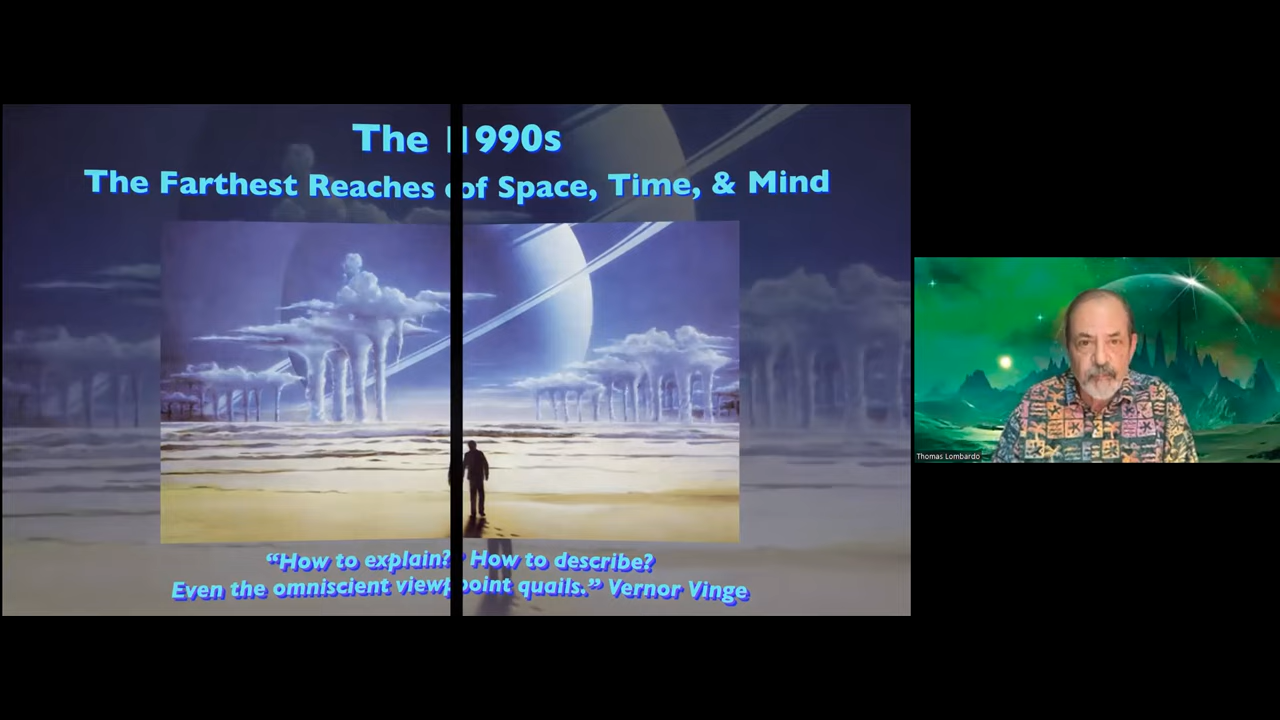 The 1990s
The Farthest Reaches of Space, Time, & Mind
“How to explain? How to describe?
Even the omniscient viewpoint quails.” Vernor Vinge
Thomas Lombardo